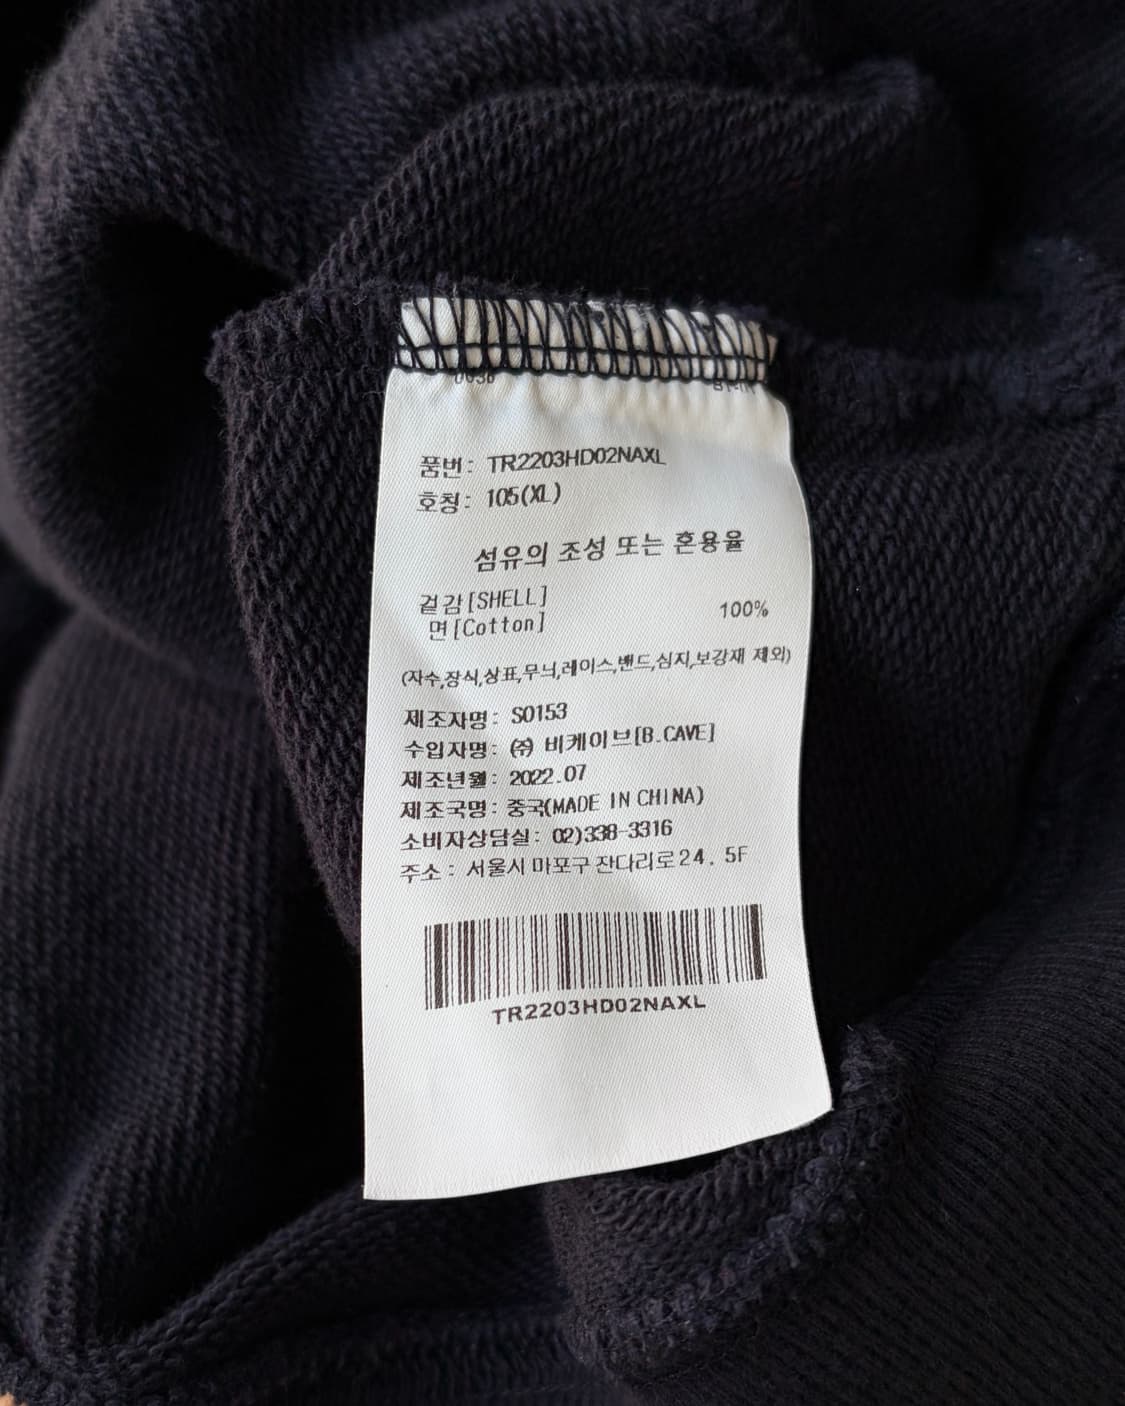 품번: TR2203HD02NAXL
호칭: 105(XL)
섬유의 조성 또는 혼용율
겉감[SHELL]
100%
면[Cotton]
(자수,장식,상표,무늬,레이스,밴드,심지,보강재 제외)
제조자명: S0153
수입자명: ㈜ 비케이브[B.CAVE]
제조년월: 2022.07
제조국명: 중국(MADE IN CHINA)
소비자상담실: 02)338-3316
주소: 서울시 마포구 잔다리로24. 5F
TR2203HD02NAXL